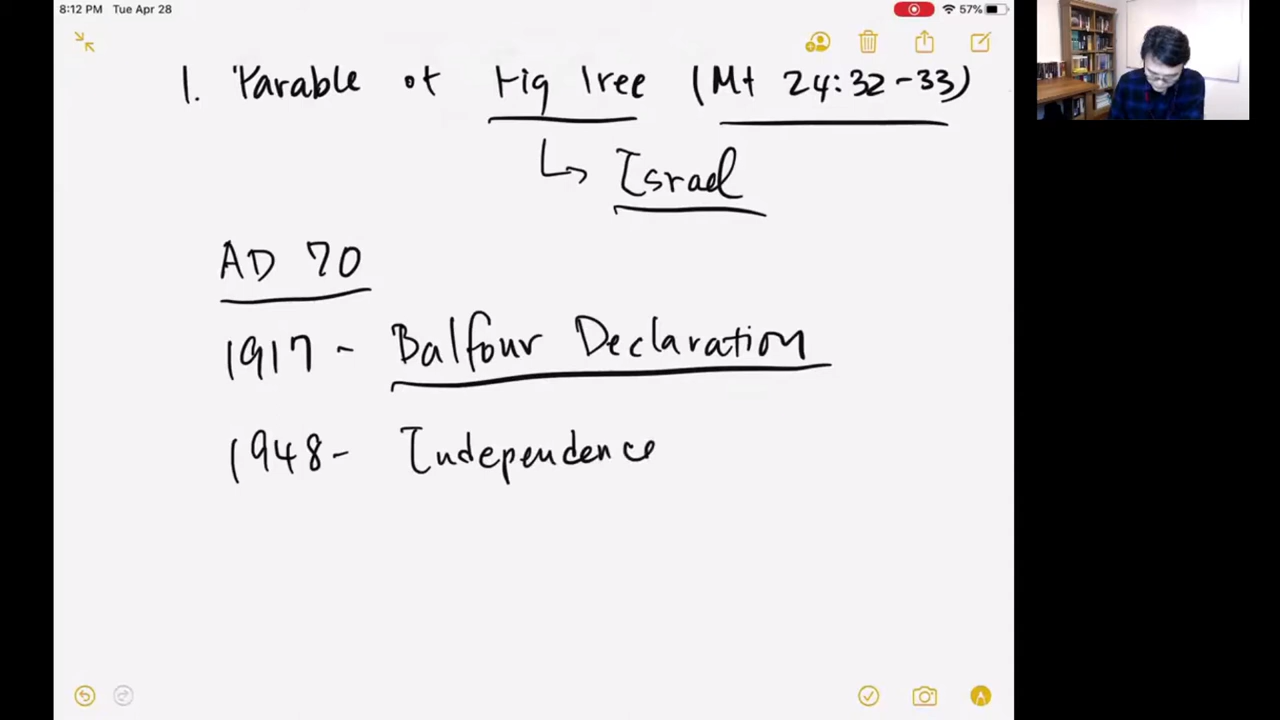 8:12 PM Tue Apr 28 57%
1. Parable of Fig Tree (Mt 24:32-33)
↳ Israel
AD 70
1917 - Balfour Declaration
1948- Independence